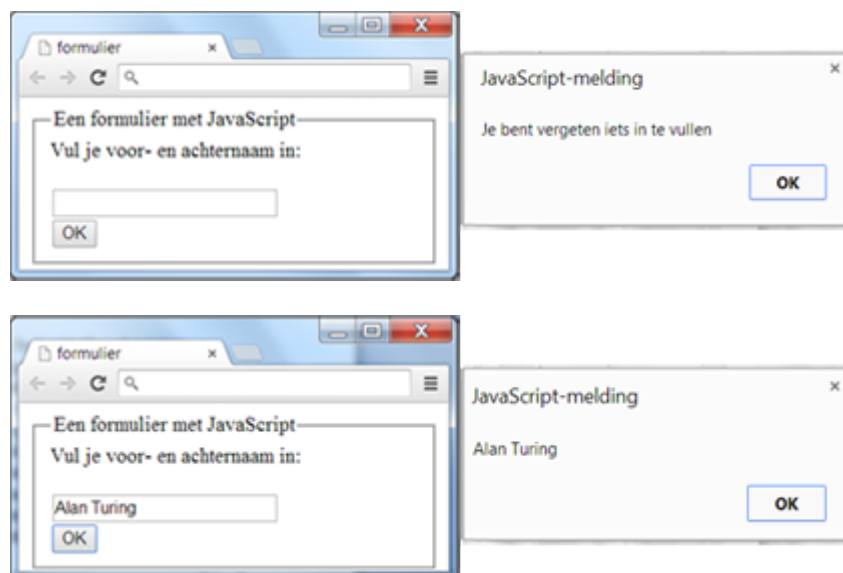 formulier
Een formulier met JavaScript
Vul je voor- en achternaam in:
OK
JavaScript-melding
Je bent vergeten iets in te vullen
OK
formulier
Een formulier met JavaScript
Vul je voor- en achternaam in:
Alan Turing
OK
JavaScript-melding
Alan Turing
OK